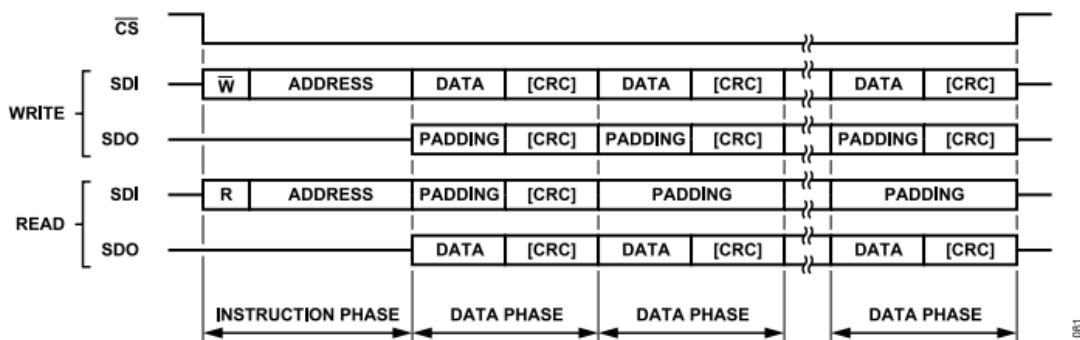 C̅S̅
WRITE
SDI W̅ ADDRESS DATA [CRC] DATA [CRC] DATA [CRC]
SDO PADDING [CRC] PADDING [CRC] PADDING [CRC]
READ
SDI R ADDRESS PADDING [CRC] PADDING PADDING
SDO DATA [CRC] DATA [CRC] DATA [CRC]
INSTRUCTION PHASE DATA PHASE DATA PHASE DATA PHASE
061